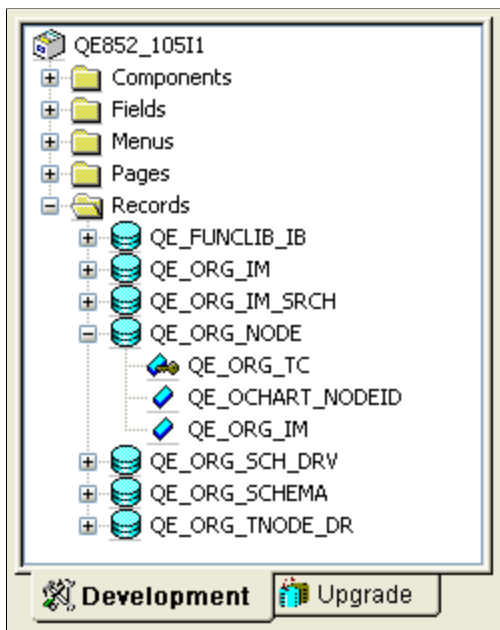 QE852_105I1
Components
Fields
Menus
Pages
Records
QE_FUNCLIB_IB
QE_ORG_IM
QE_ORG_IM_SRCH
QE_ORG_NODE
QE_ORG_TC
QE_OCHART_NODEID
QE_ORG_IM
QE_ORG_SCH_DRV
QE_ORG_SCHEMA
QE_ORG_TNODE_DR
Development Upgrade